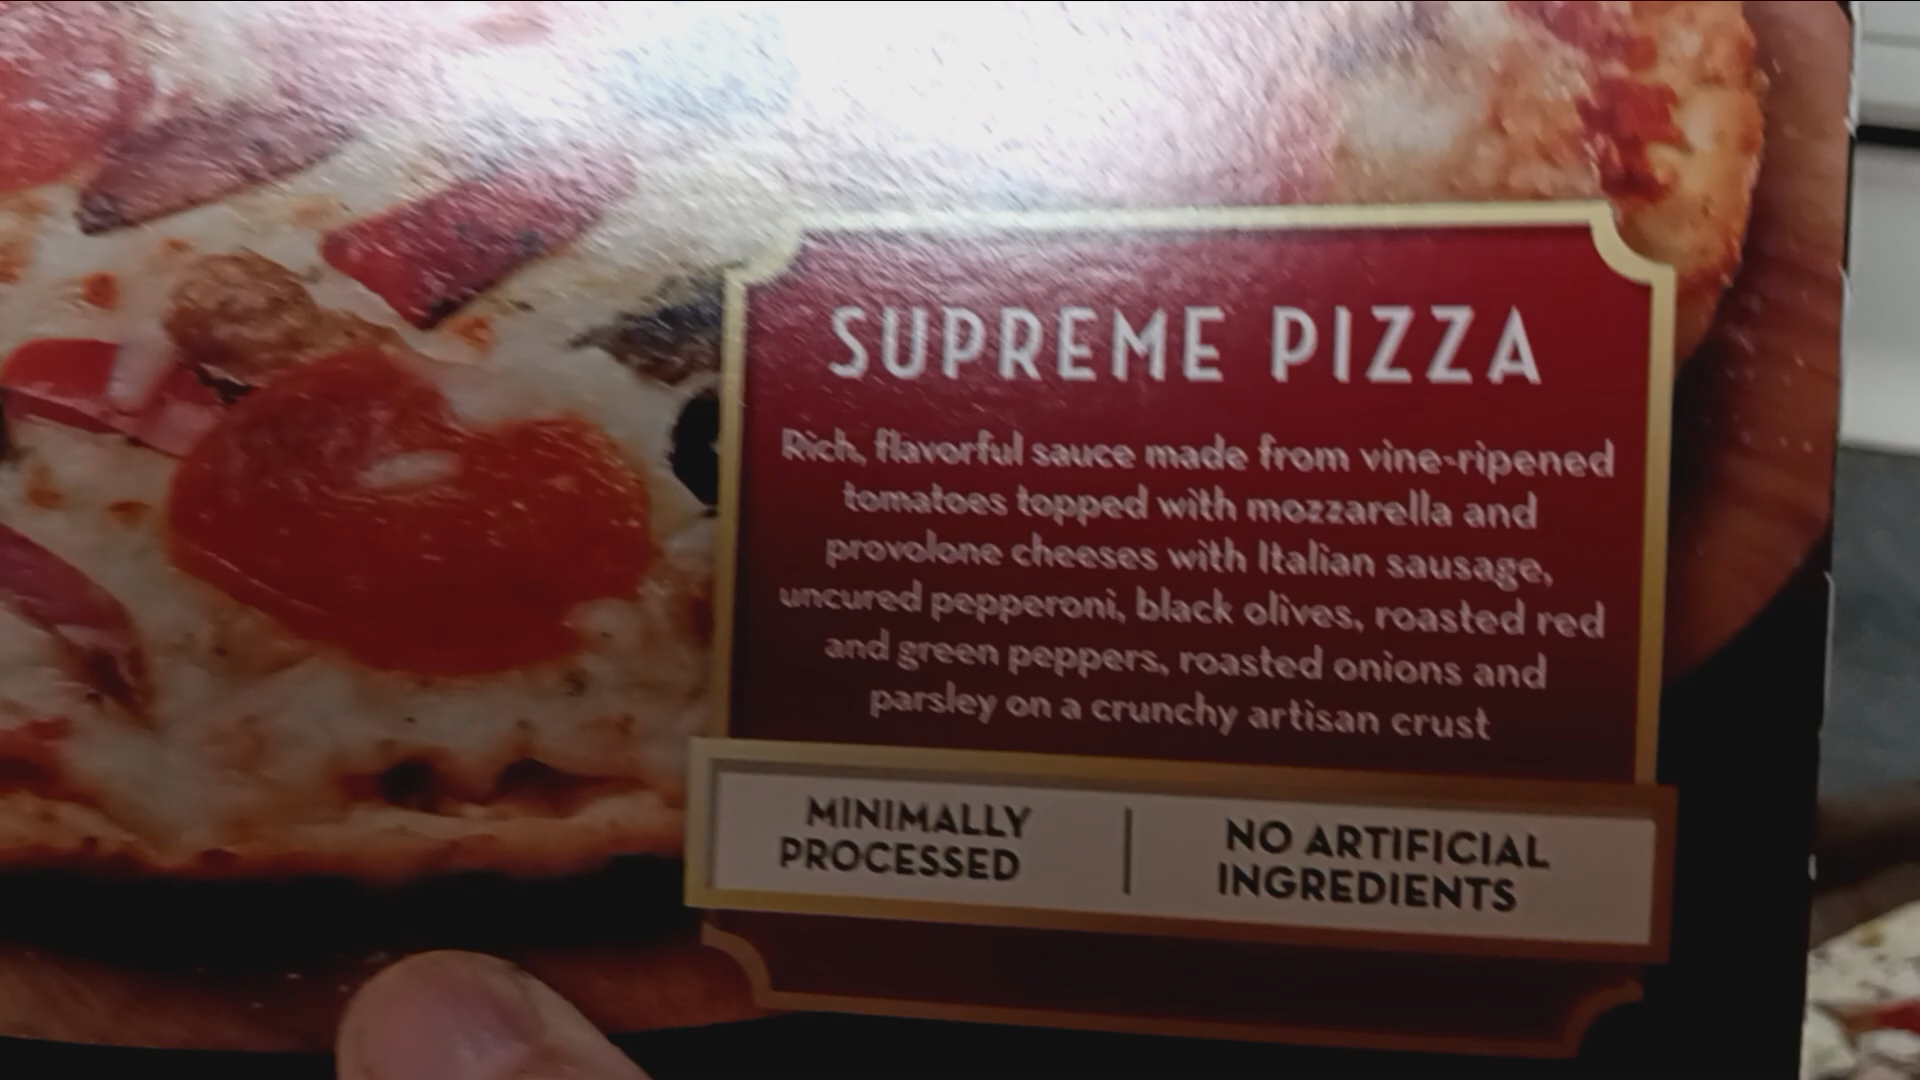 SUPREME PIZZA
Rich, flavorful sauce made from vine-ripened
tomatoes topped with mozzarella and
provolone cheeses with Italian sausage,
uncured pepperoni, black olives, roasted red
and green peppers, roasted onions and
parsley on a crunchy artisan crust
MINIMALLY
PROCESSED
NO ARTIFICIAL
INGREDIENTS